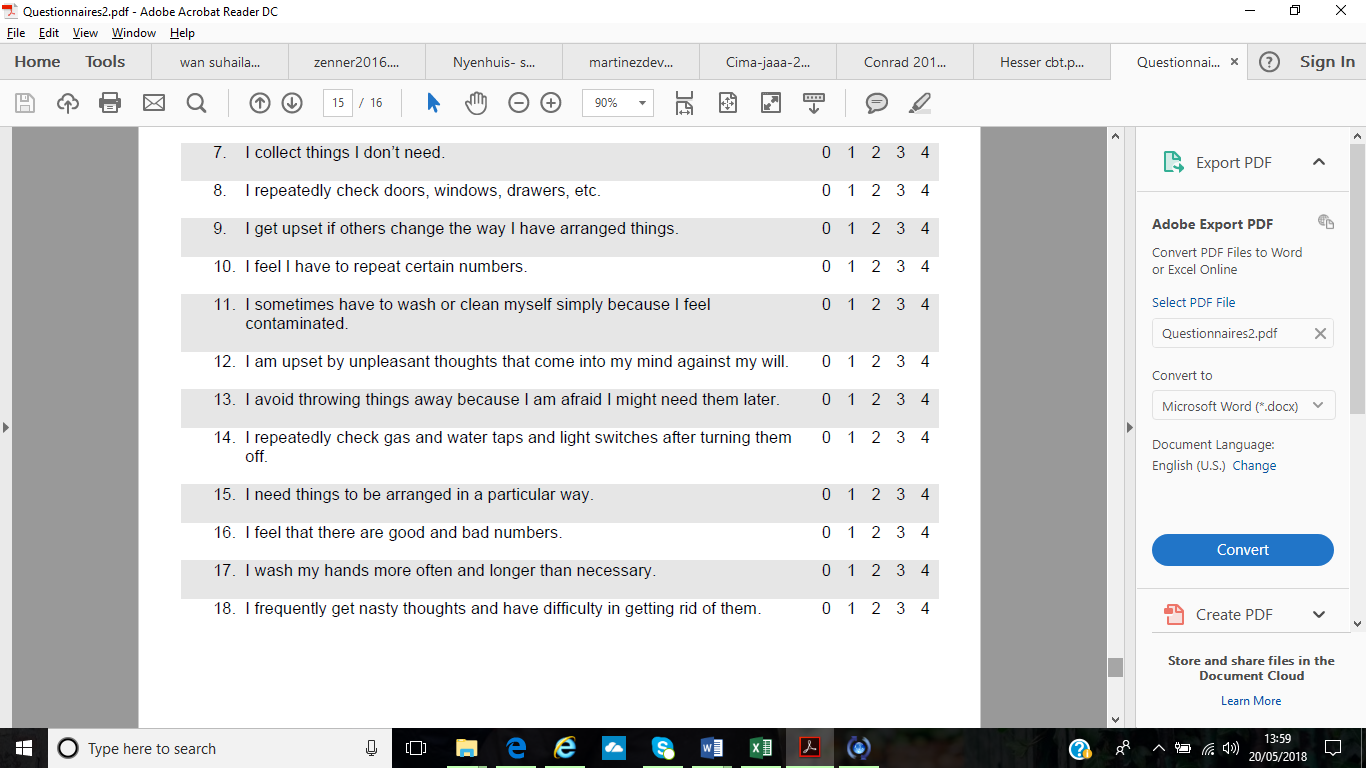 Questionnaires2.pdf - Adobe Acrobat Reader DC
File Edit View Window Help
Home Tools wan suhaila... zenner2016.... Nyenhuis- s... martinezdev... Cima-jaaa-2... Conrad 201... Hesser cbt.p... Questionnai... Sign In
15 / 16 90%
7. I collect things I don't need. 0 1 2 3 4
8. I repeatedly check doors, windows, drawers, etc. 0 1 2 3 4
9. I get upset if others change the way I have arranged things. 0 1 2 3 4
10. I feel I have to repeat certain numbers. 0 1 2 3 4
11. I sometimes have to wash or clean myself simply because I feel 0 1 2 3 4
contaminated.
12. I am upset by unpleasant thoughts that come into my mind against my will. 0 1 2 3 4
13. I avoid throwing things away because I am afraid I might need them later. 0 1 2 3 4
14. I repeatedly check gas and water taps and light switches after turning them 0 1 2 3 4
off.
15. I need things to be arranged in a particular way. 0 1 2 3 4
16. I feel that there are good and bad numbers. 0 1 2 3 4
17. I wash my hands more often and longer than necessary. 0 1 2 3 4
18. I frequently get nasty thoughts and have difficulty in getting rid of them. 0 1 2 3 4
Export PDF
Adobe Export PDF
Convert PDF Files to Word
or Excel Online
Select PDF File
Questionnaires2.pdf
Convert to
Microsoft Word (*.docx)
Document Language:
English (U.S.) Change
Convert
Create PDF
Store and share files in the
Document Cloud
Learn More
Type here to search
13:59
20/05/2018